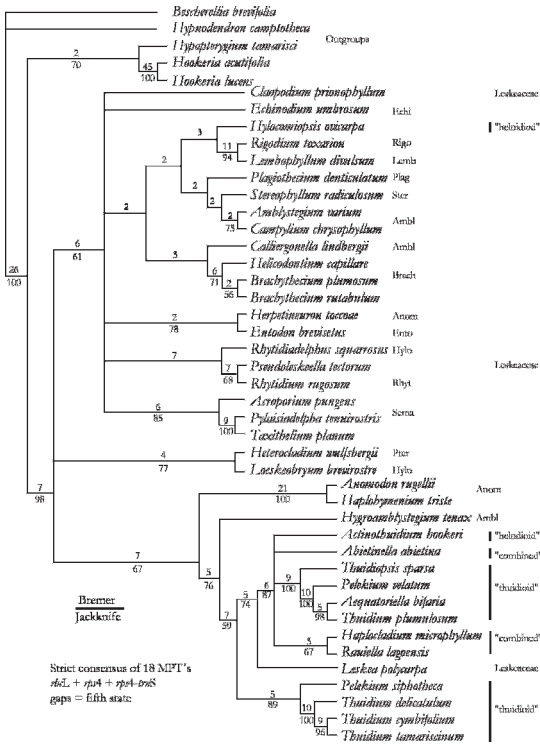 Bescherellia brevifolia
Hypnodendron camptotheca
Hypopterygium tamarisci
Outgroups
2
70
Hookeria acutifolia
45
100
Hookeria lucens
Claopodium prionophyllum
Leskeaceae
Echinodium umbrosum Echi
Hylocomiopsis ovicarpa "helodioid"
3
Rigodium toxarion Rigo
11
94
Lembophyllum divulsum Lemb
2
Plagiothecium denticulatum Plag
2
Stereophyllum radiculosum Ster
2
Amblystegium varium
2
73
Ambl
Campylium chrysophyllum
2
Calliergonella lindbergii Ambl
3
Helicodontium capillare
6
71
Brach
Brachythecium plumosum
2
56
Brachythecium rutabulum
6
61
26
100
Herpetineuron toccoae Anom
2
78
Entodon brevisetus Ento
Rhytidiadelphus squarrosus Hylo
7
Pseudoleskeella tectorum Leskeaceae
7
68
Rhytidium rugosum Rhyt
Acroporium pungens
6
85
Sema
Pylaisiadelpha tenuirostris
9
100
Taxithelium planum
Heterocladium wulfsbergii Pter
4
77
Loeskeobryum brevirostre Hylo
7
98
Anomodon rugelii
21
100
Anom
Haplohymenium triste
Hygroamblystegium tenax Ambl
Actinothuidium hookeri "helodioid"
7
67
Abietinella abietina "combined"
5
76
Thuidiopsis sparsa
9
100
6
87
5
74
Pelekium velatum
10
100
"thuidioid"
Aequatoriella bifaria
5
98
Thuidium plumulosum
7
59
Haplocladium microphyllum
3
67
"combined"
Rauiella lagoensis
Leskea polycarpa Leskeaceae
Pelekium siphotheca
5
89
Thuidium delicatulum
10
100
"thuidioid"
Thuidium cymbifolium
9
96
Thuidium tamariscinum
Bremer
Jackknife
Strict consensus of 18 MPT's
rbcL + rps4 + rps4-trnS
gaps = fifth state